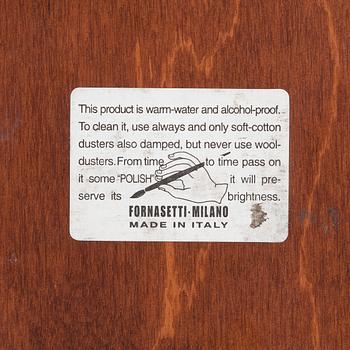 This product is warm-water and alcohol-proof.
To clean it, use always and only soft-cotton
dusters also damped, but never use wool-
dusters. From time to time pass on
it some "POLISH" it will pre-
serve its brightness.
FORNASETTI·MILANO
MADE IN ITALY